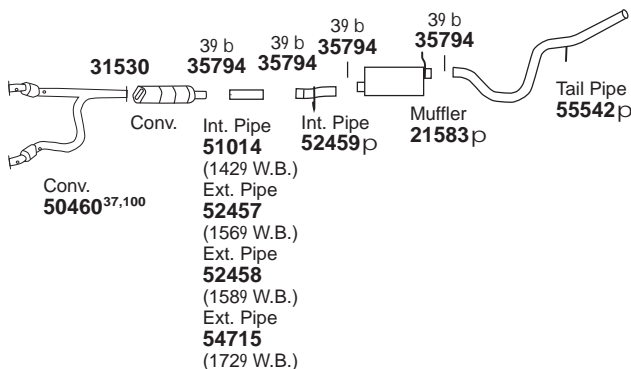 39 b
39 b
39 b
39 b
31530
35794
35794
35794
35794
Conv.
Int. Pipe
51014
(1429 W.B.)
Ext. Pipe
52457
(1569 W.B.)
Ext. Pipe
52458
(1589 W.B.)
Ext. Pipe
54715
(1729 W.B.)
Int. Pipe
52459p
Muffler
21583p
Tail Pipe
55542p
Conv.
50460 37,100